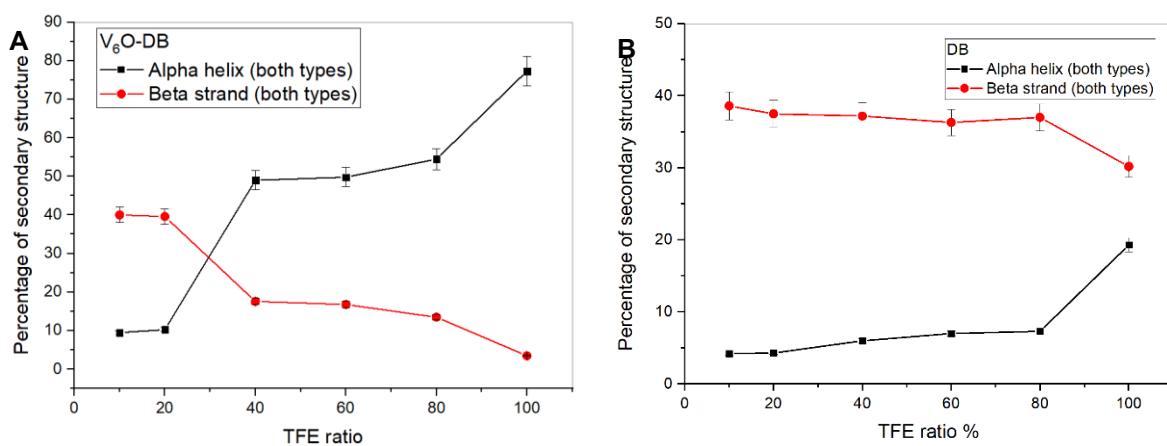 A
V₆O-DB
Alpha helix (both types)
Beta strand (both types)
Percentage of secondary structure
90
80
70
60
50
40
30
20
10
0
0 20 40 60 80 100
TFE ratio
B
DB
Alpha helix (both types)
Beta strand (both types)
Percentage of secondary structure
50
40
30
20
10
0
0 20 40 60 80 100
TFE ratio %